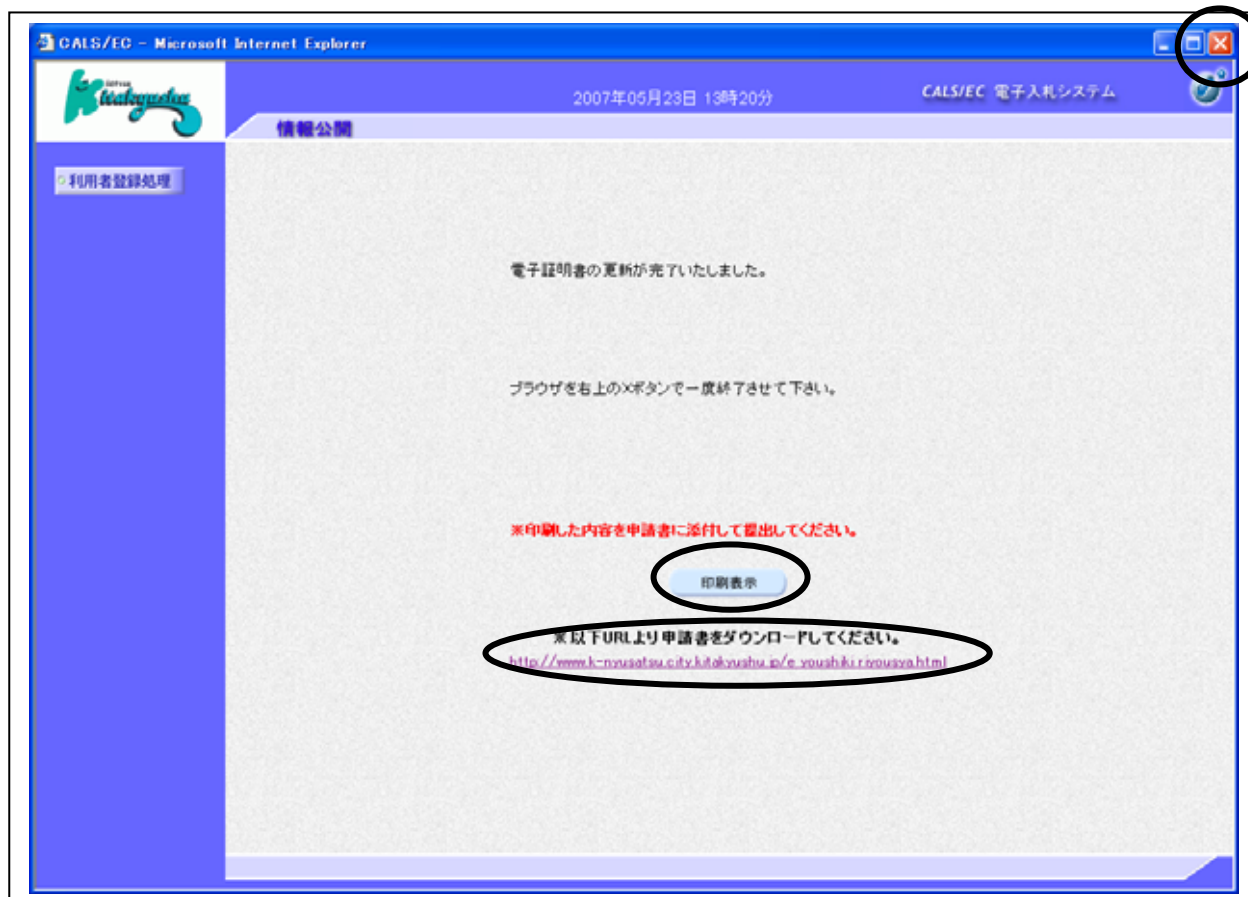 CALS/EC - Microsoft Internet Explorer
Kitakyushu
2007年05月23日 13時20分
CALS/EC 電子入札システム
情報公開
利用者登録処理
電子証明書の更新が完了いたしました。
ブラウザを右上の×ボタンで一度終了させて下さい。
※印刷した内容を申請書に添付して提出してください。
印刷表示
※以下URLより申請書をダウンロードしてください。
http://www.k-nyusatsu.city.kitakyushu.jp/e_youshiki_riyousya.html